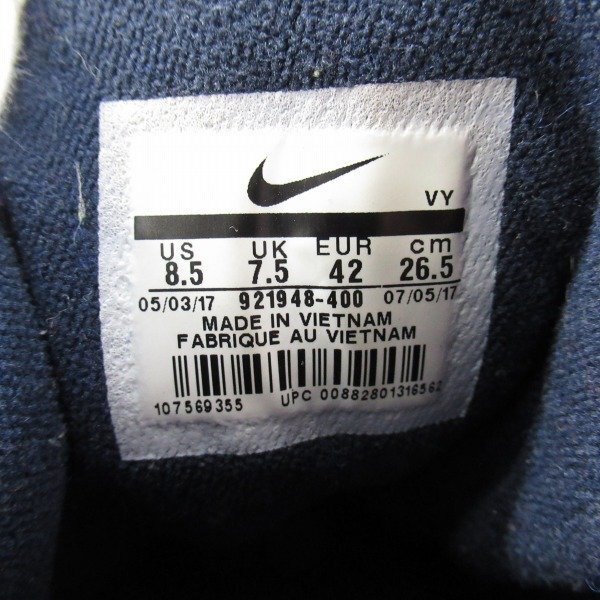 VY
US UK EUR cm
8.5 7.5 42 26.5
05/03/17 921948-400 07/05/17
MADE IN VIETNAM
FABRIQUE AU VIETNAM
107569355 UPC 00882801316562